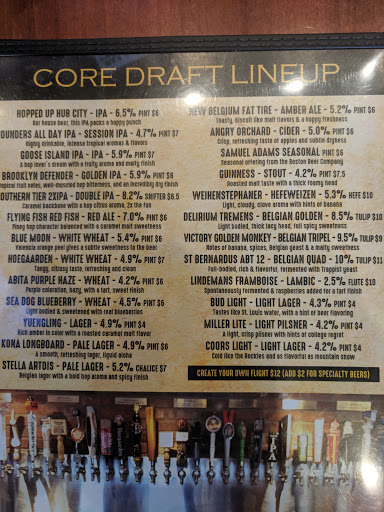 CORE DRAFT LINEUP
HOPPED UP HUB CITY - IPA - 6.5% PINT $6
Our house beer, this IPA packs a hoppy punch
FOUNDERS ALL DAY IPA - SESSION IPA - 4.7% PINT $7
Highly drinkable, intense tropical aromas & flavors
GOOSE ISLAND IPA - IPA - 5.9% PINT $7
A hop lover's dream with a fruity aroma and malty finish
BROOKLYN DEFENDER - GOLDEN IPA - 5.9% PINT $6
tropical fruit notes, well-muscled hop bitterness, and an incredibly dry finish
SOUTHERN TIER 2XIPA - DOUBLE IPA - 8.2% SNIFTER $6.5
Caramel backbone with a hop citrus aroma, 2x the fun
FLYING FISH RED FISH - RED ALE - 7.0% PINT $6
Piney hop character balanced with a caramel malt sweetness
BLUE MOON - WHEAT - 5.4% PINT $6
Valencia orange peel gives a subtle sweetness to the beer
HOEGAARDEN - WHEAT - 4.9% PINT $7
Tangy, citrusy taste, refreshing and clean
ABITA PURPLE HAZE - WHEAT - 4.2% PINT $6
Purple coloration, hazy, with a tart, sweet finish
SEA DOG BLUEBERRY - WHEAT - 4.5% PINT $6
Light bodied & sweetened with real blueberries
YUENGLING - LAGER - 4.9% PINT $4
Rich amber in color with a roasted caramel malt flavor
KONA LONGBOARD - PALE LAGER - 4.9% PINT $6
A smooth, refreshing lager, liquid aloha
STELLA ARTOIS - PALE LAGER - 5.2% CHALICE $7
Belgian lager with a bold hop aroma and spicy finish
NEW BELGIUM FAT TIRE - AMBER ALE - 5.2% PINT $6
Toasty, biscuit like malt flavors & a hoppy freshness
ANGRY ORCHARD - CIDER - 5.0% PINT $6
Crisp, refreshing taste of apples and subtle dryness
SAMUEL ADAMS SEASONAL PINT $6
Seasonal offering from the Boston Beer Company
GUINNESS - STOUT - 4.2% PINT $7.5
Roasted malt taste with a thick foamy head
WEIHENSTEPHANER - HEFEWEIZEN - 5.3% HEFE $10
Light, cloudy, clove aroma with hints of banana
DELIRIUM TREMENS - BELGIAN GOLDEN - 8.5% TULIP $10
Light bodied, thick lacy head, full spicy sweetness
VICTORY GOLDEN MONKEY - BELGIAN TRIPEL - 9.5% TULIP $9
Notes of banana, spices, Belgian yeast & a malty sweetness
ST BERNARDUS ABT 12 - BELGIAN QUAD - 10% TULIP $11
Full-bodied, rich & flavorful, fermented with Trappist yeast
LINDEMANS FRAMBOISE - LAMBIC - 2.5% FLUTE $10
Spontaneously fermented & raspberries added for a tart finish
BUD LIGHT - LIGHT LAGER - 4.3% PINT $4
Tastes like St. Louis water, with a hint of beer flavoring
MILLER LITE - LIGHT PILSNER - 4.2% PINT $4
A light, crisp pilsner with hints of college regret
COORS LIGHT - LIGHT LAGER - 4.2% PINT $4
Cold like the Rockies and as flavorful as mountain snow
CREATE YOUR OWN FLIGHT $12 (ADD $2 FOR SPECIALTY BEERS)